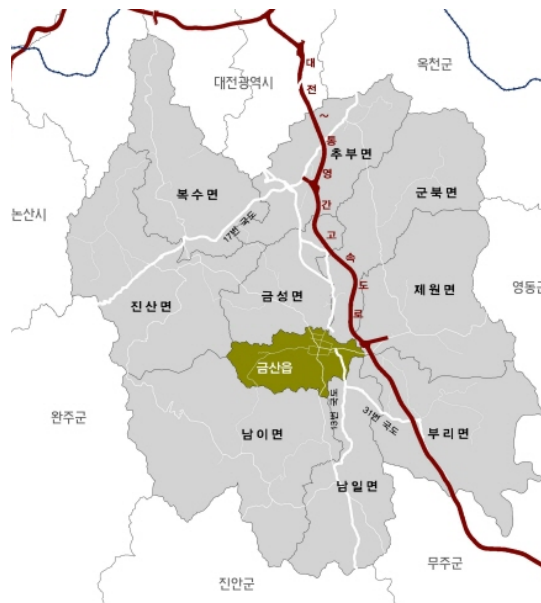 대전광역시
옥천군
대전~통영간고속도로
추부면
복수면
군북면
논산시
17번 국도
금성면
제원면
영동군
진산면
금산읍
완주군
남이면
31번 국도
부리면
남일면
무주군
진안군